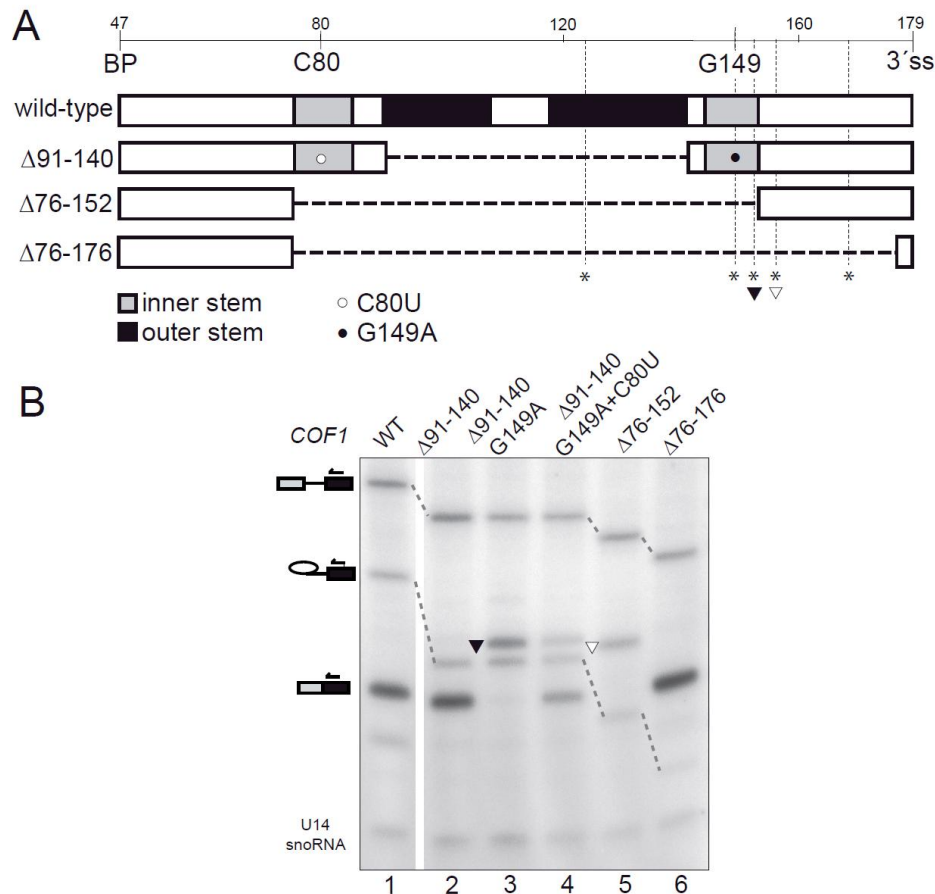 A
47 80 120 160 179
BP C80 G149 3´ss
wild-type
Δ91-140
Δ76-152
Δ76-176
* * * * *
inner stem C80U
outer stem G149A
B
COF1
WT
Δ91-140
Δ91-140
G149A
Δ91-140
G149A+C80U
Δ76-152
Δ76-176
U14
snoRNA
1 2 3 4 5 6